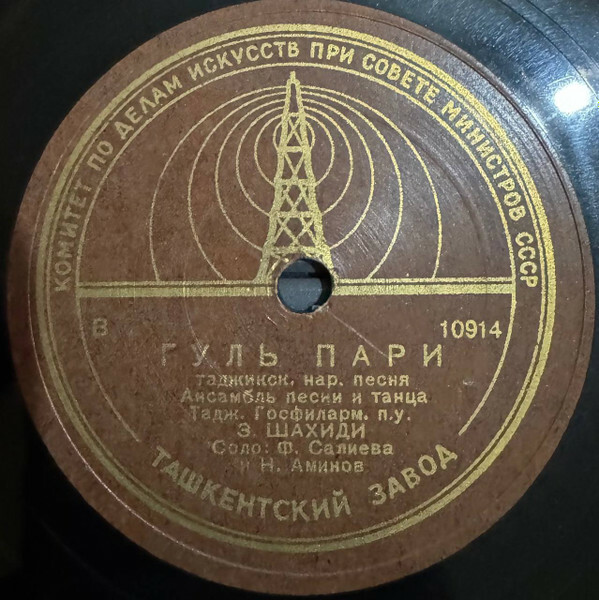 КОМИТЕТ ПО ДЕЛАМ ИСКУССТВ ПРИ СОВЕТЕ МИНИСТРОВ СССР
В 10914
ГУЛЬ ПАРИ
таджикск. нар. песня
Ансамбль песни и танца
Тадж. Госфиларм. п.у.
Э. ШАХИДИ
Соло: Ф. Салиева
и Н. Аминов
ТАШКЕНТСКИЙ ЗАВОД